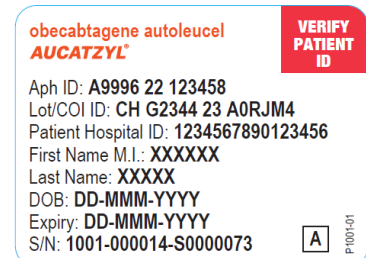 obecabtagene autoleucel
AUCATZYL®
VERIFY
PATIENT
ID
Aph ID: A9996 22 123458
Lot/COI ID: CH G2344 23 A0RJM4
Patient Hospital ID: 1234567890123456
First Name M.I.: XXXXXX
Last Name: XXXXX
DOB: DD-MMM-YYYY
Expiry: DD-MMM-YYYY
S/N: 1001-000014-S0000073
A
P1001-01